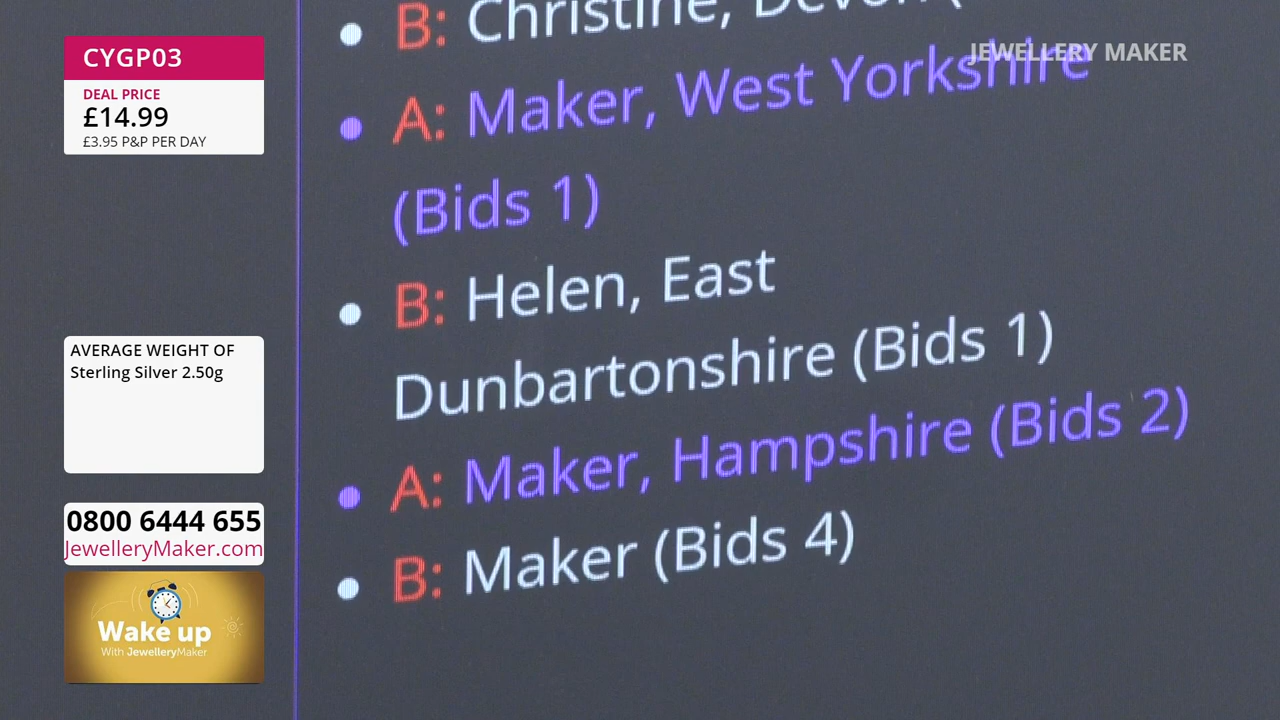 CYGP03
DEAL PRICE
£14.99
£3.95 P&P PER DAY
AVERAGE WEIGHT OF
Sterling Silver 2.50g
0800 6444 655
JewelleryMaker.com
Wake up
With JewelleryMaker
JEWELLERY MAKER
B: Christine, Devon (
A: Maker, West Yorkshire
(Bids 1)
B: Helen, East
Dunbartonshire (Bids 1)
A: Maker, Hampshire (Bids 2)
B: Maker (Bids 4)